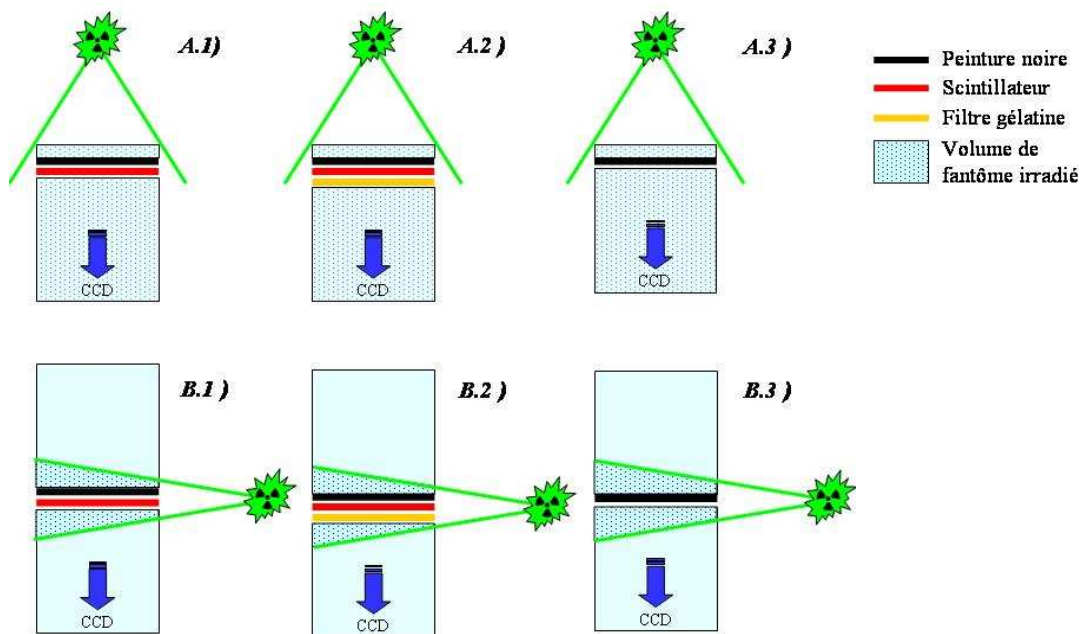 A.1)
A.2)
A.3)
Peinture noire
Scintillateur
Filtre gélatine
Volume de
fantôme irradié
CCD
CCD
CCD
B.1 )
B.2 )
B.3 )
CCD
CCD
CCD